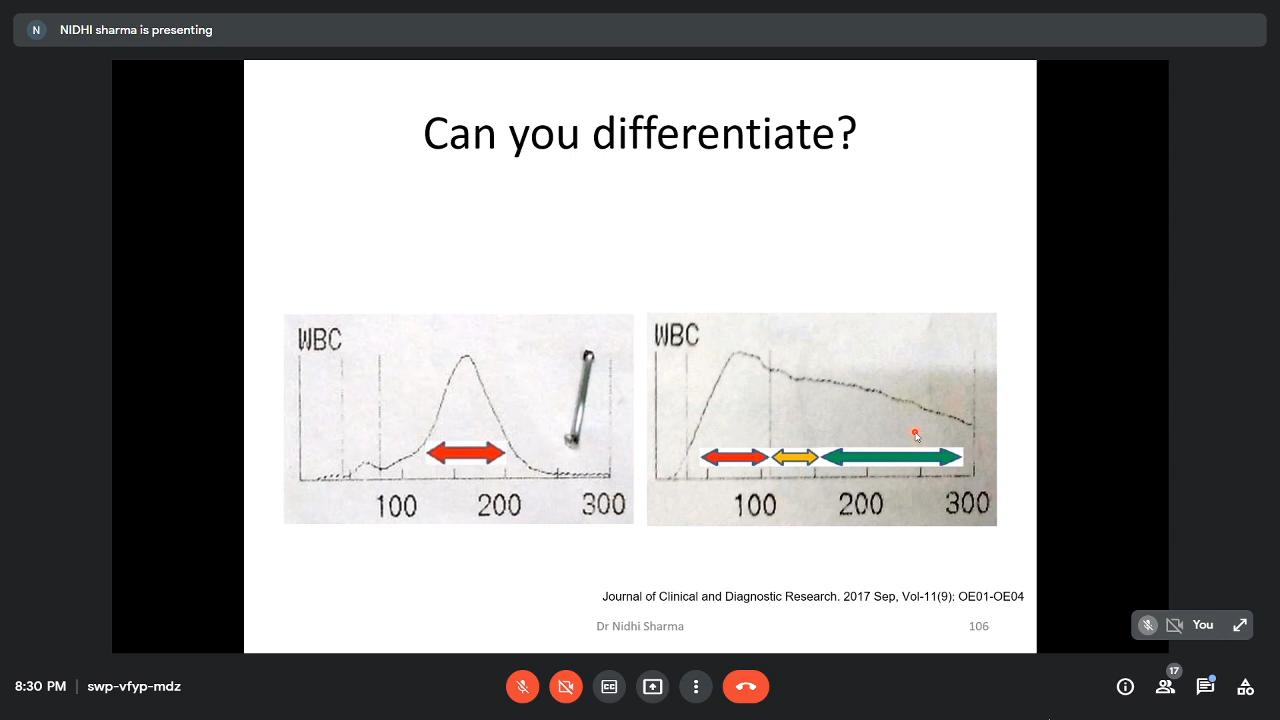 N NIDHI sharma is presenting
Can you differentiate?
WBC
100 200 300
WBC
100 200 300
Journal of Clinical and Diagnostic Research. 2017 Sep, Vol-11(9): OE01-OE04
Dr Nidhi Sharma 106
You
8:30 PM | swp-vfyp-mdz
CC
17